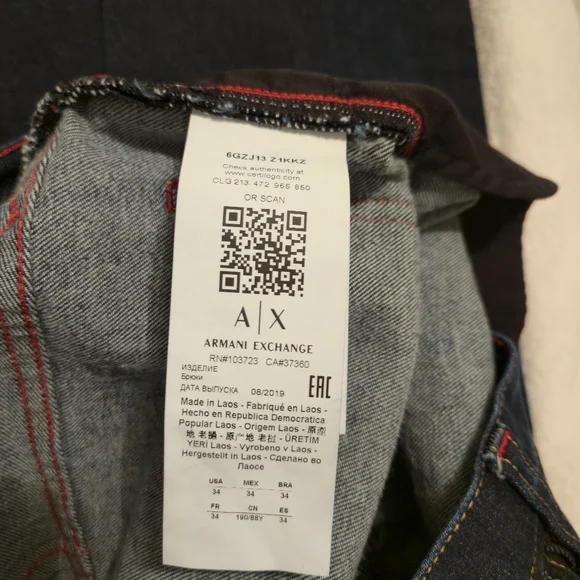 6GZJ13 Z1KKZ
Check authenticity at
www.certilogo.com
CLG 213 472 965 850
OR SCAN
A|X
ARMANI EXCHANGE
RN#103723 CA#37360
ИЗДЕЛИЕ
Брюки
ДАТА ВЫПУСКА 08/2019 EAC
Made in Laos - Fabriqué en Laos -
Hecho en Republica Democratica
Popular Laos - Origem Laos - 原产
地 老挝 - 原产地 老挝 - ÜRETİM
YERİ Laos - Vyrobeno v Laos -
Hergestellt in Laos - Сделано во
Лаосе
USA MEX BRA
34 34 34
FR CN ES
34 190/88Y 34